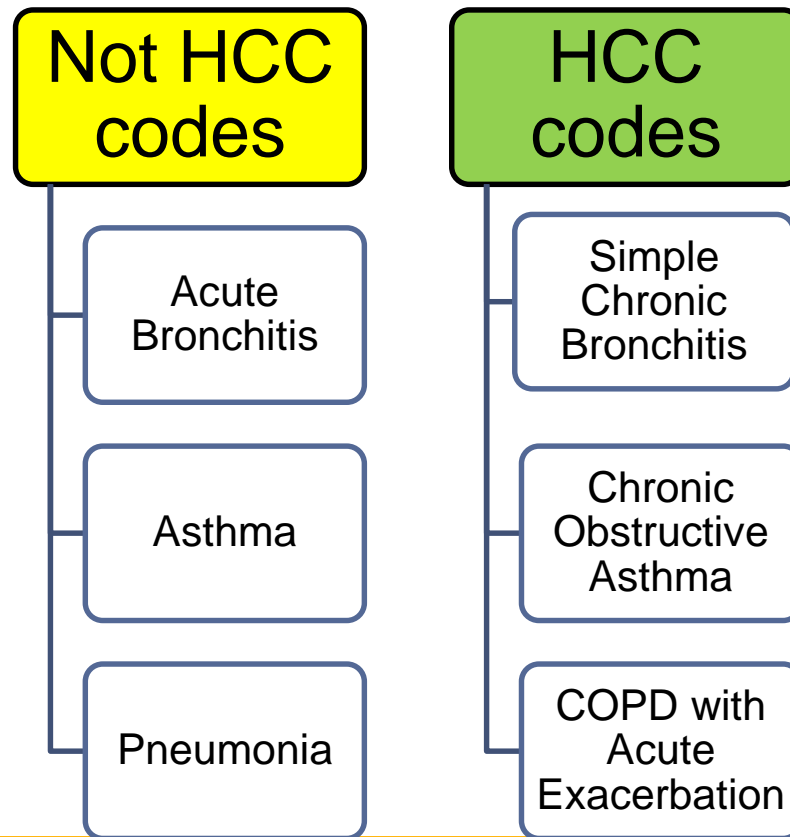 Not HCC
codes
Acute
Bronchitis
Asthma
Pneumonia
HCC
codes
Simple
Chronic
Bronchitis
Chronic
Obstructive
Asthma
COPD with
Acute
Exacerbation